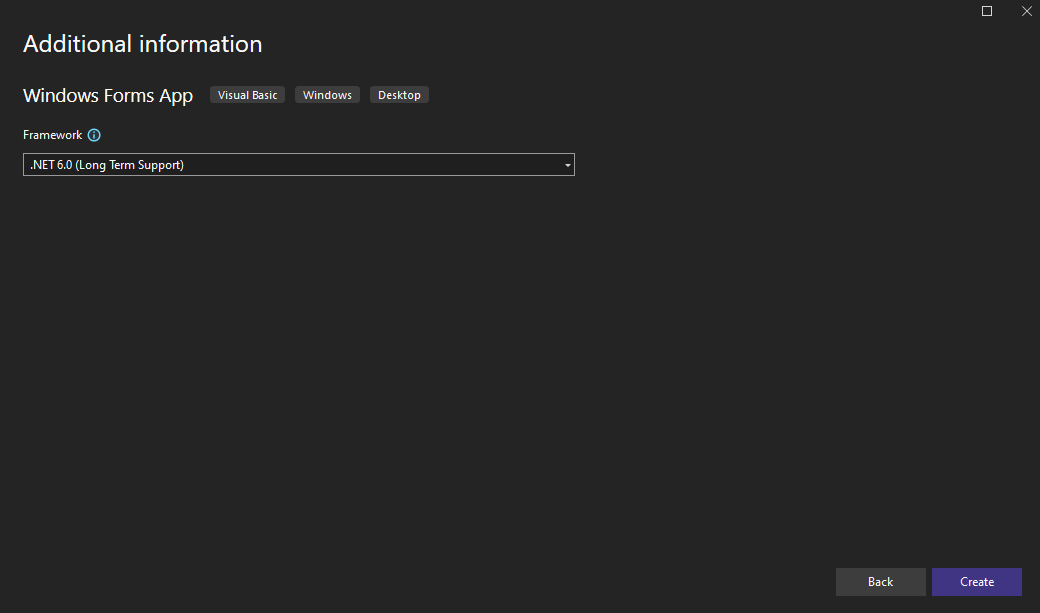 Additional information
Windows Forms App Visual Basic Windows Desktop
Framework
.NET 6.0 (Long Term Support)
Back Create